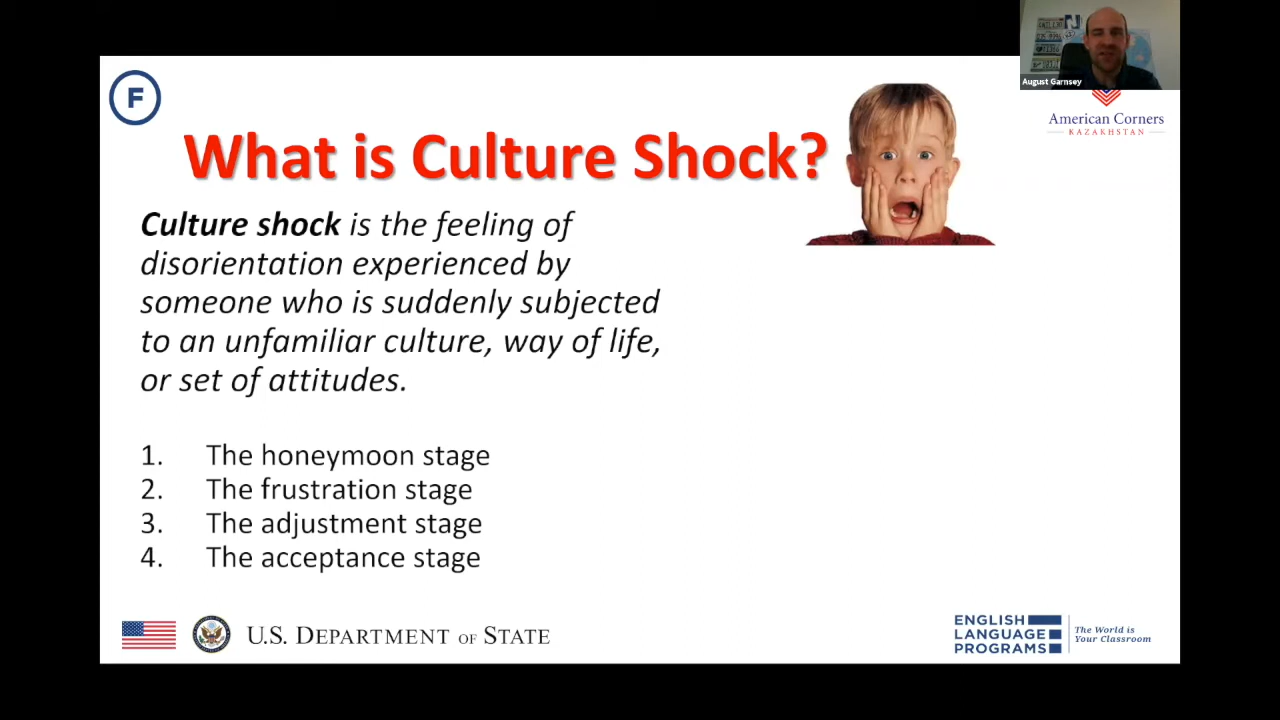 F
August Garnsey
American Corners
KAZAKHSTAN
What is Culture Shock?
Culture shock is the feeling of
disorientation experienced by
someone who is suddenly subjected
to an unfamiliar culture, way of life,
or set of attitudes.
1. The honeymoon stage
2. The frustration stage
3. The adjustment stage
4. The acceptance stage
U.S. DEPARTMENT OF STATE
ENGLISH
LANGUAGE
PROGRAMS
The World is
Your Classroom